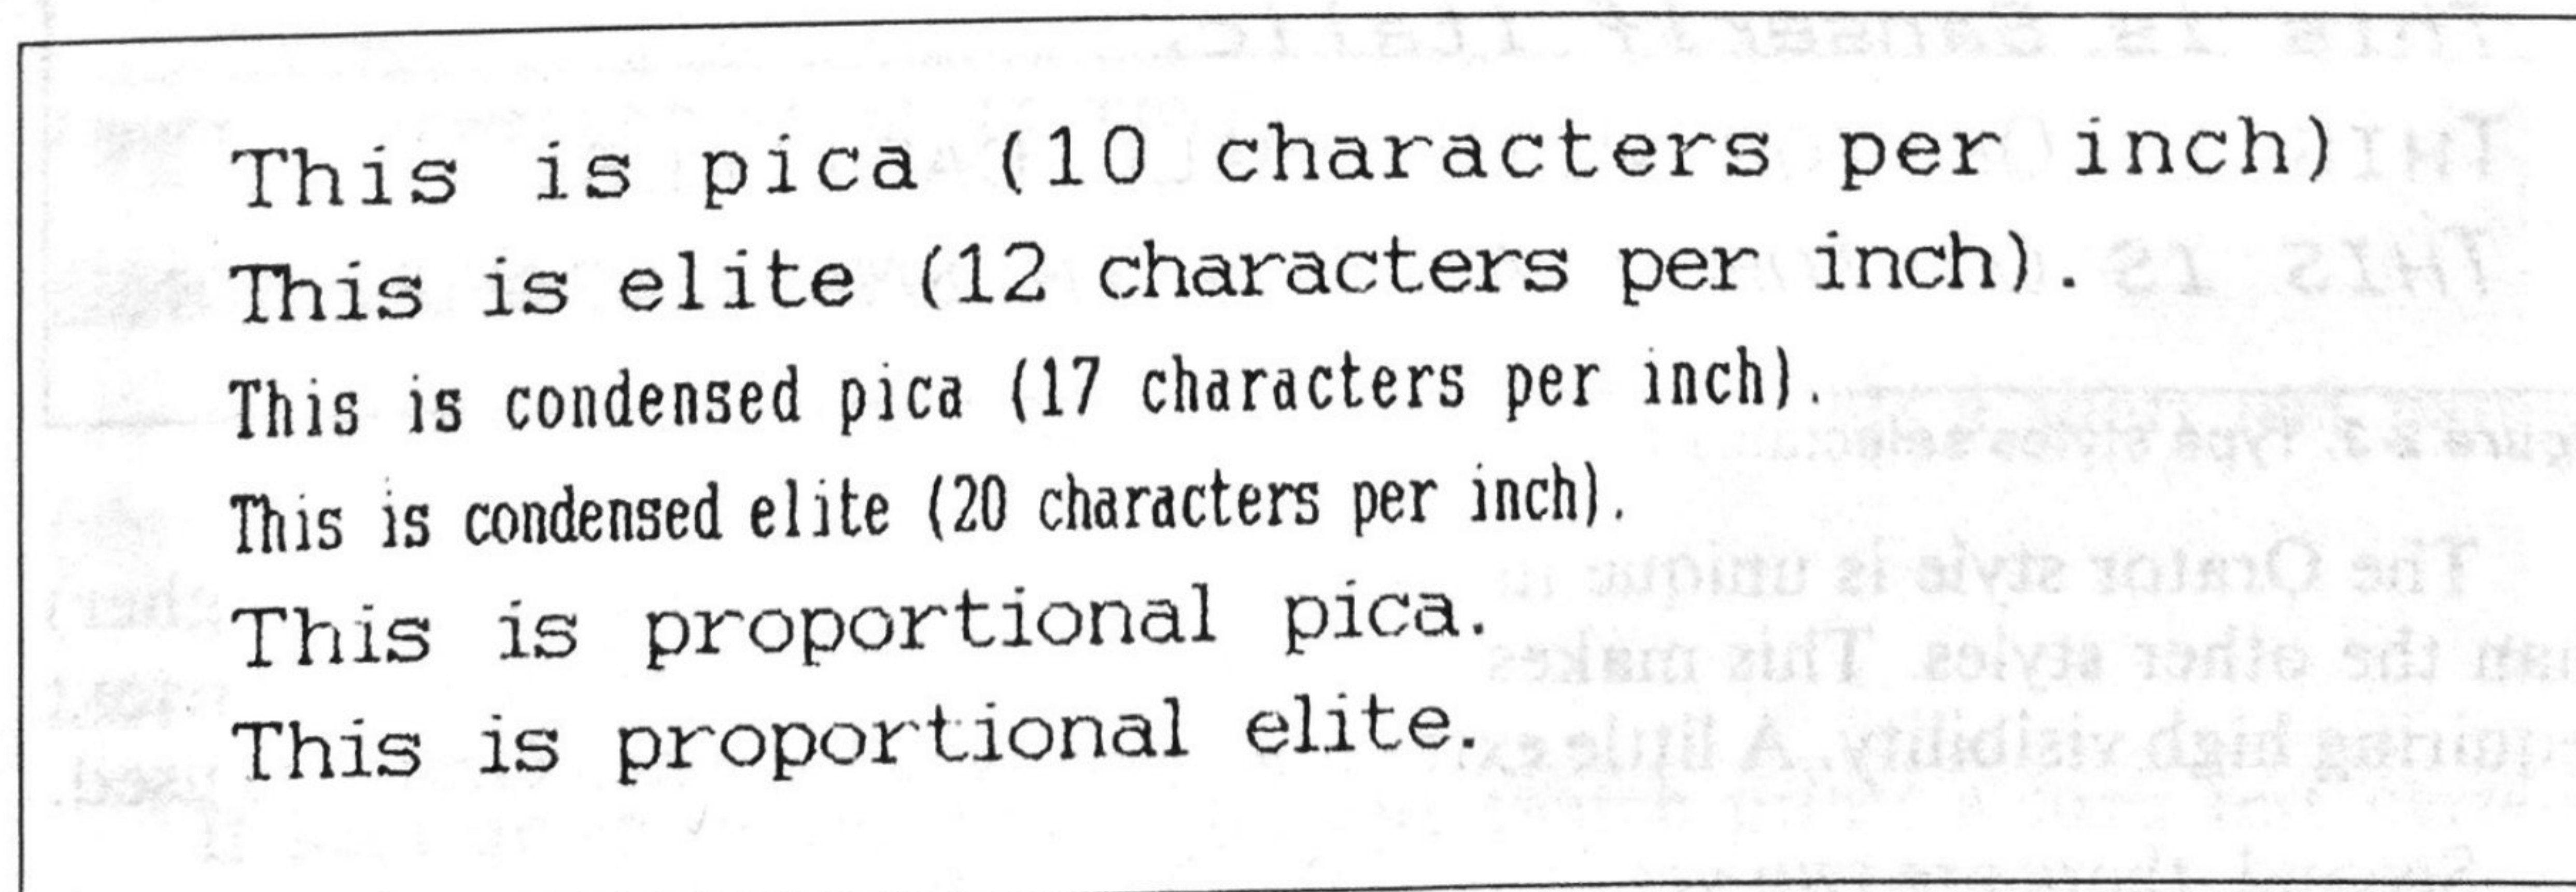 This is pica (10 characters per inch)
This is elite (12 characters per inch).
This is condensed pica (17 characters per inch).
This is condensed elite (20 characters per inch).
This is proportional pica.
This is proportional elite.